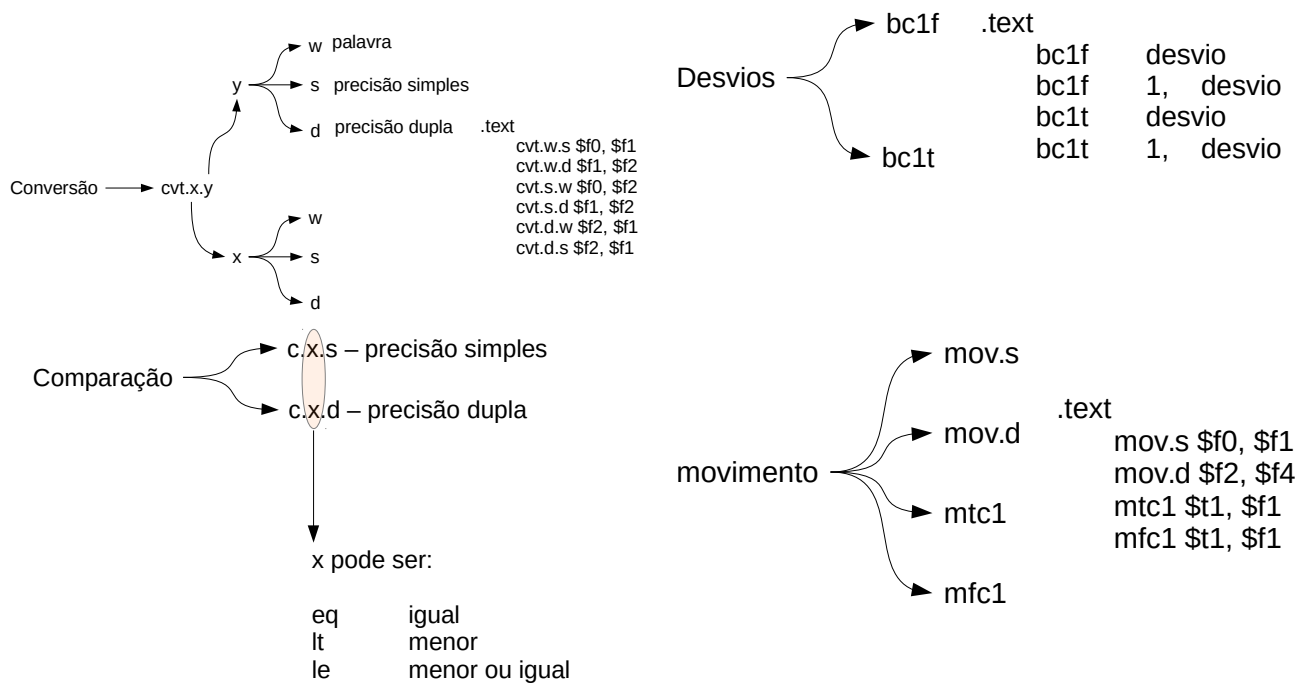 Conversão
cvt.x.y
y
w palavra
s precisão simples
d precisão dupla
x
w
s
d
.text
cvt.w.s $f0, $f1
cvt.w.d $f1, $f2
cvt.s.w $f0, $f2
cvt.s.d $f1, $f2
cvt.d.w $f2, $f1
cvt.d.s $f2, $f1
Comparação
c.x.s – precisão simples
c.x.d – precisão dupla
x pode ser:
eq igual
lt menor
le menor ou igual
Desvios
bc1f
bc1t
.text
bc1f desvio
bc1f 1, desvio
bc1t desvio
bc1t 1, desvio
movimento
mov.s
mov.d
mtc1
mfc1
.text
mov.s $f0, $f1
mov.d $f2, $f4
mtc1 $t1, $f1
mfc1 $t1, $f1